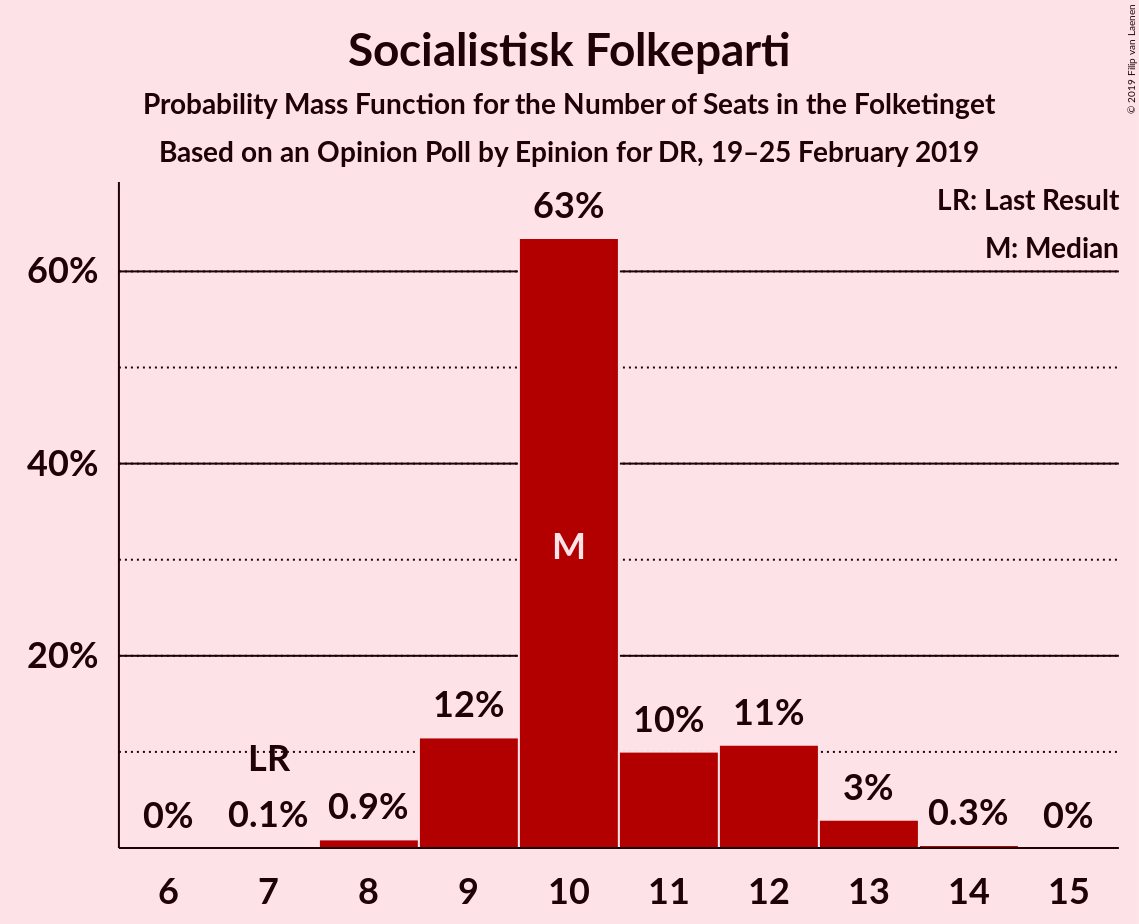 Socialistisk Folkeparti
Probability Mass Function for the Number of Seats in the Folketinget
Based on an Opinion Poll by Epinion for DR, 19–25 February 2019
© 2019 Filip van Laenen
LR: Last Result
M: Median
63%
60%
40%
M
20%
12%
10%
11%
LR
0%
0.1%
0.9%
3%
0.3%
0%
6 7 8 9 10 11 12 13 14 15